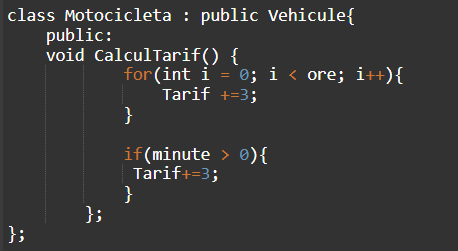 class Motocicleta : public Vehicule{
    public:
    void CalculTarif() {
            for(int i = 0; i < ore; i++){
                Tarif +=3;
            }

            if(minute > 0){
             Tarif+=3;
            }
        };
};